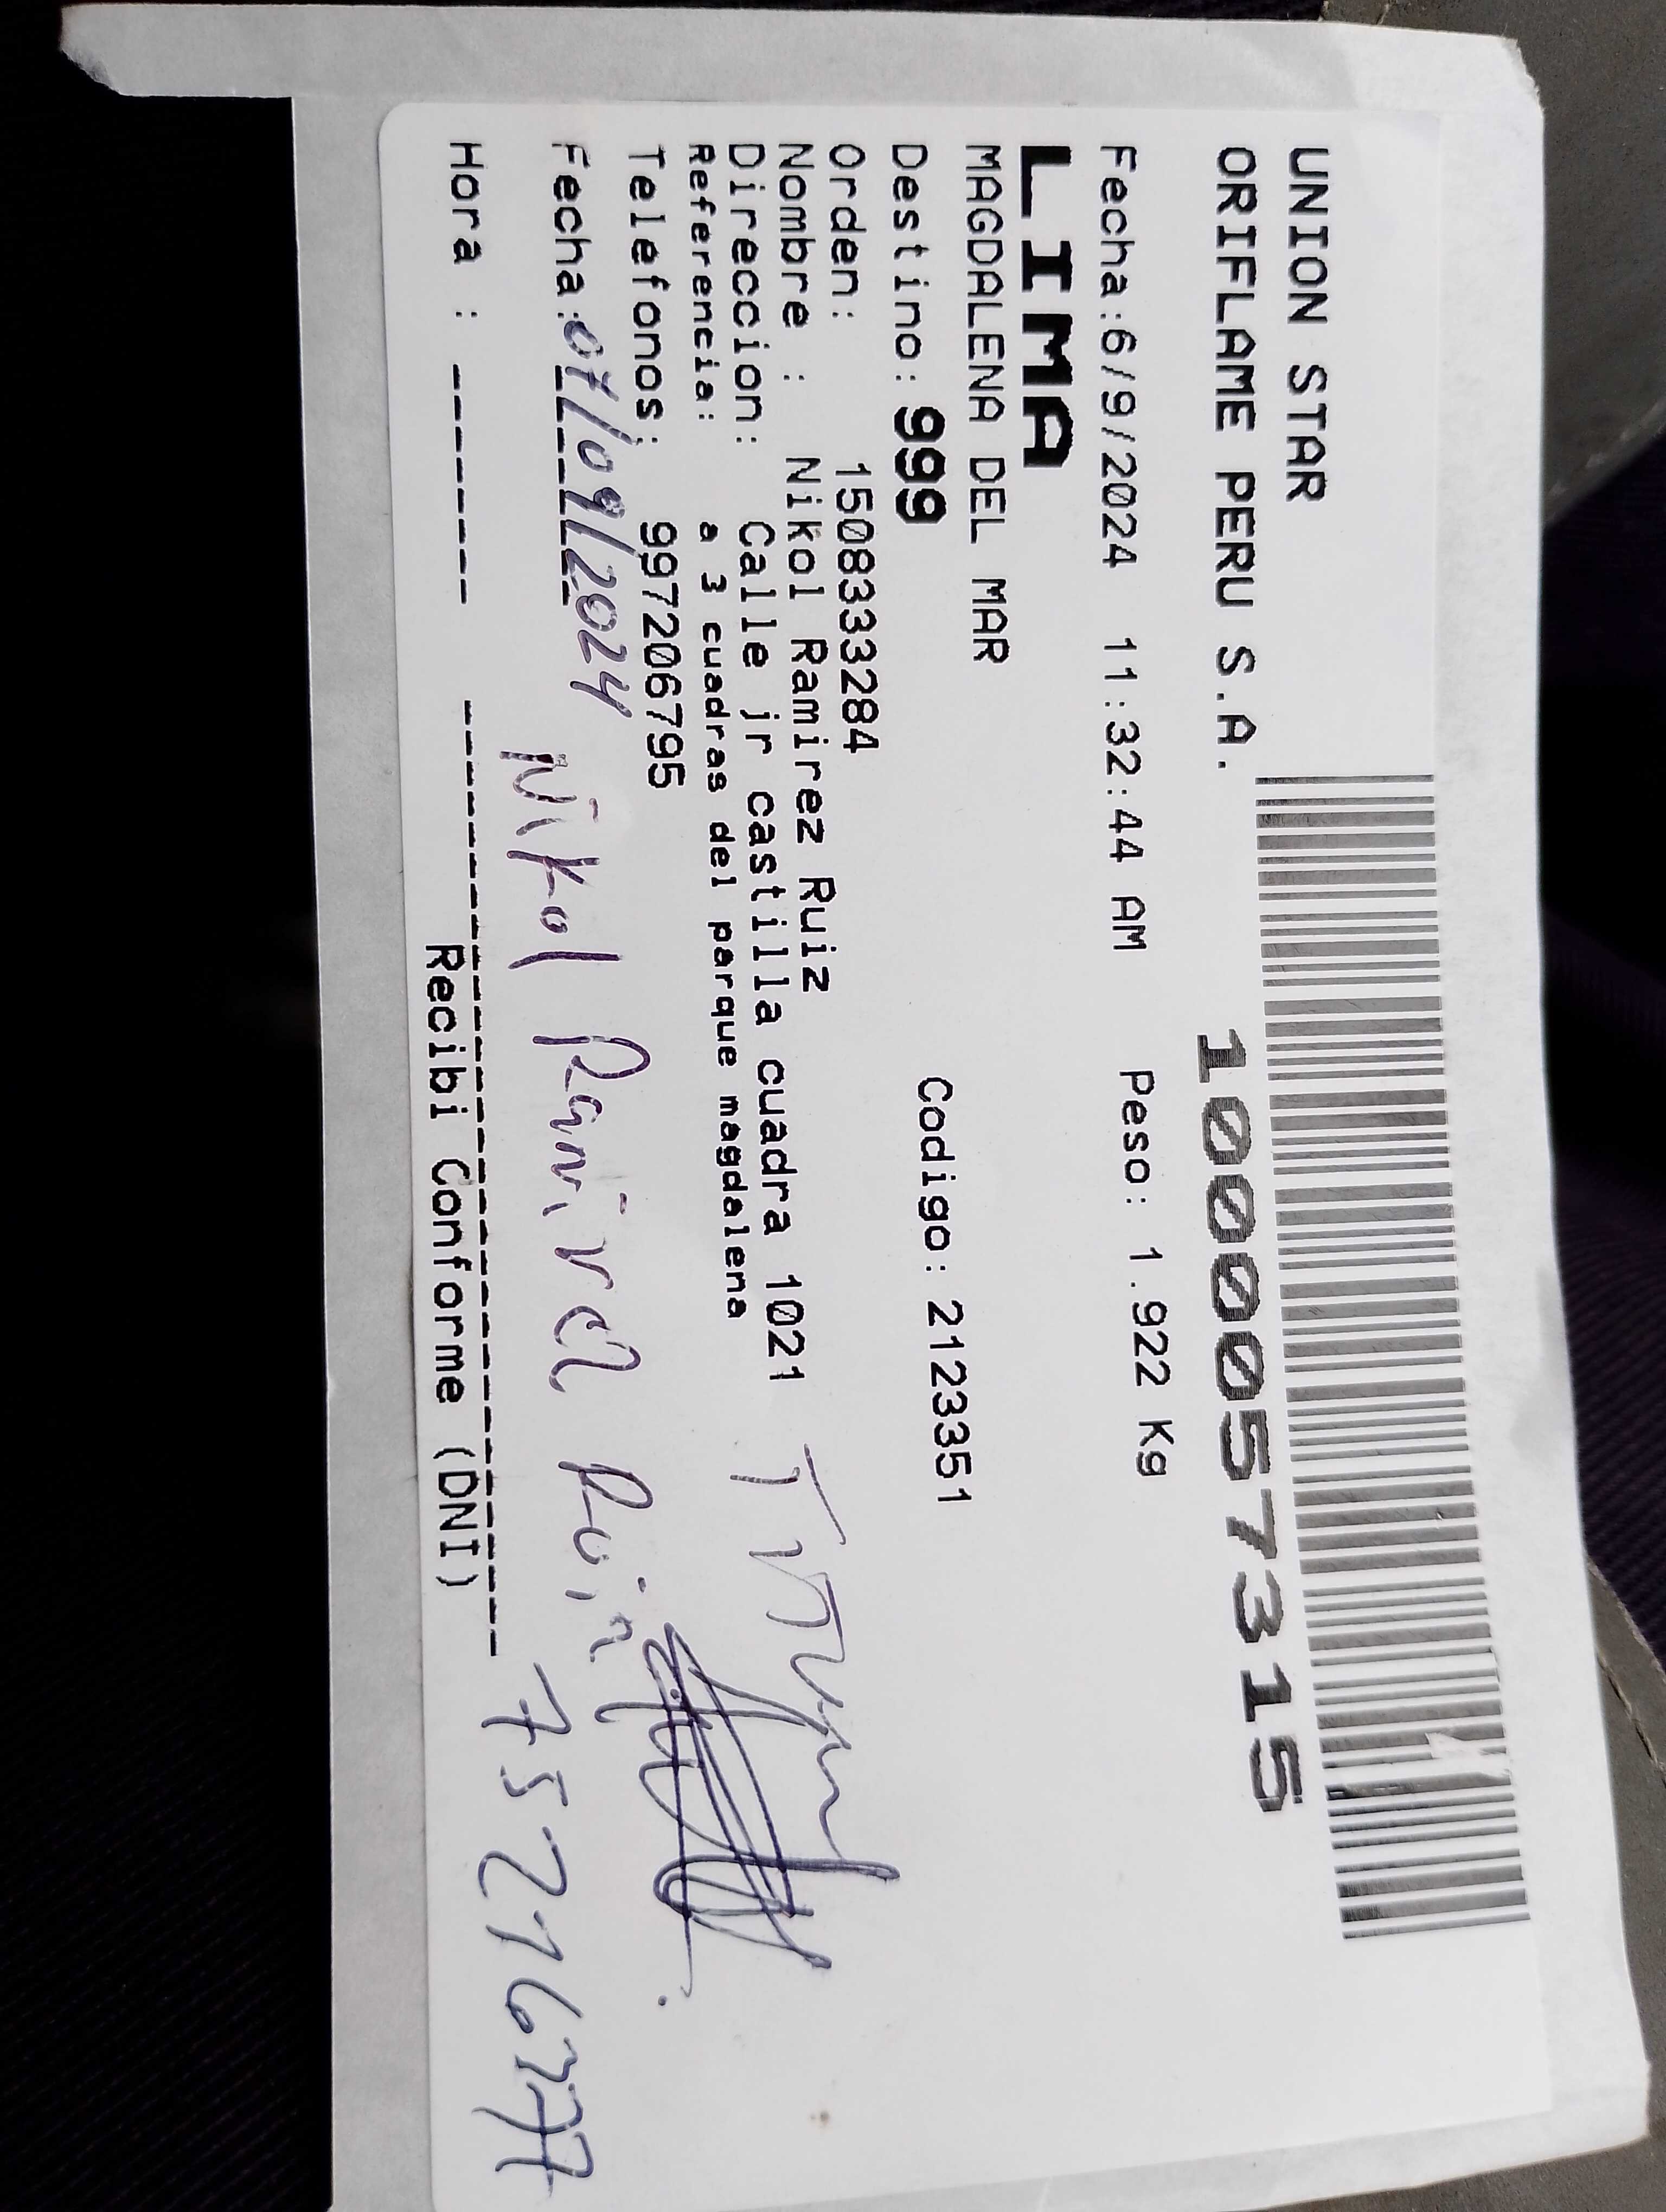 UNION STAR
ORIFLAME PERU S.A.
1000057315
Fecha:6/9/2024 11:32:44 AM Peso: 1.922 Kg
LIMA
MAGDALENA DEL MAR
Destino: 999 Codigo: 2123351
Orden: 1508333284
Nombre : Nikol Ramirez Ruiz
Direccion: Calle jr castilla cuadra 1021
Referencia: a 3 cuadras del parque magdalena
Telefonos: 997206795
Fecha: 07/09/2024
Nikol Ramirez Ruiz
Hora : -------- ------------------------------
Recibi Conforme (DNI)